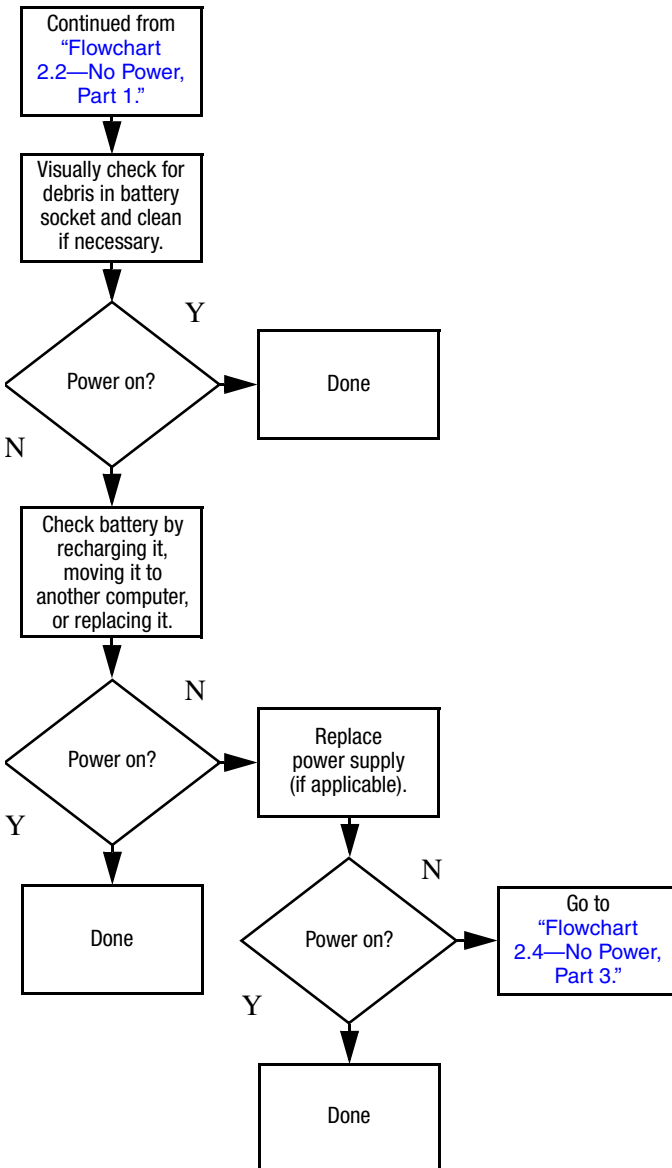 Continued from
“Flowchart
2.2—No Power,
Part 1.”
Visually check for
debris in battery
socket and clean
if necessary.
Y
Power on?
Done
N
Check battery by
recharging it,
moving it to
another computer,
or replacing it.
N
Power on?
Replace
power supply
(if applicable).
Y
Done
N
Power on?
Go to
“Flowchart
2.4—No Power,
Part 3.”
Y
Done